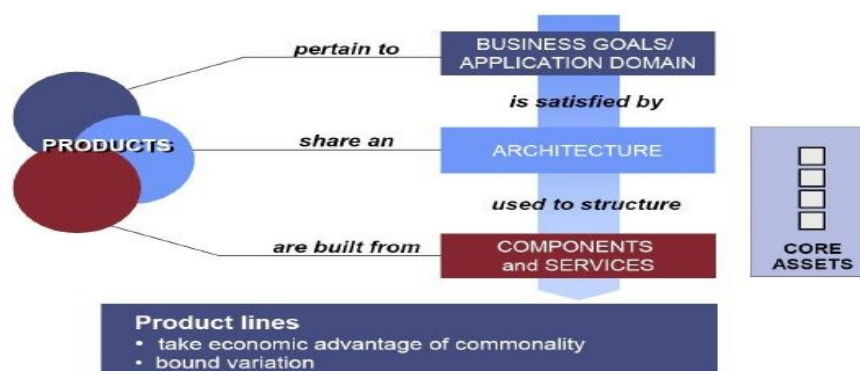 pertain to
BUSINESS GOALS/
APPLICATION DOMAIN
is satisfied by
PRODUCTS
share an
ARCHITECTURE
used to structure
are built from
COMPONENTS
and SERVICES
CORE
ASSETS
Product lines
• take economic advantage of commonality
• bound variation